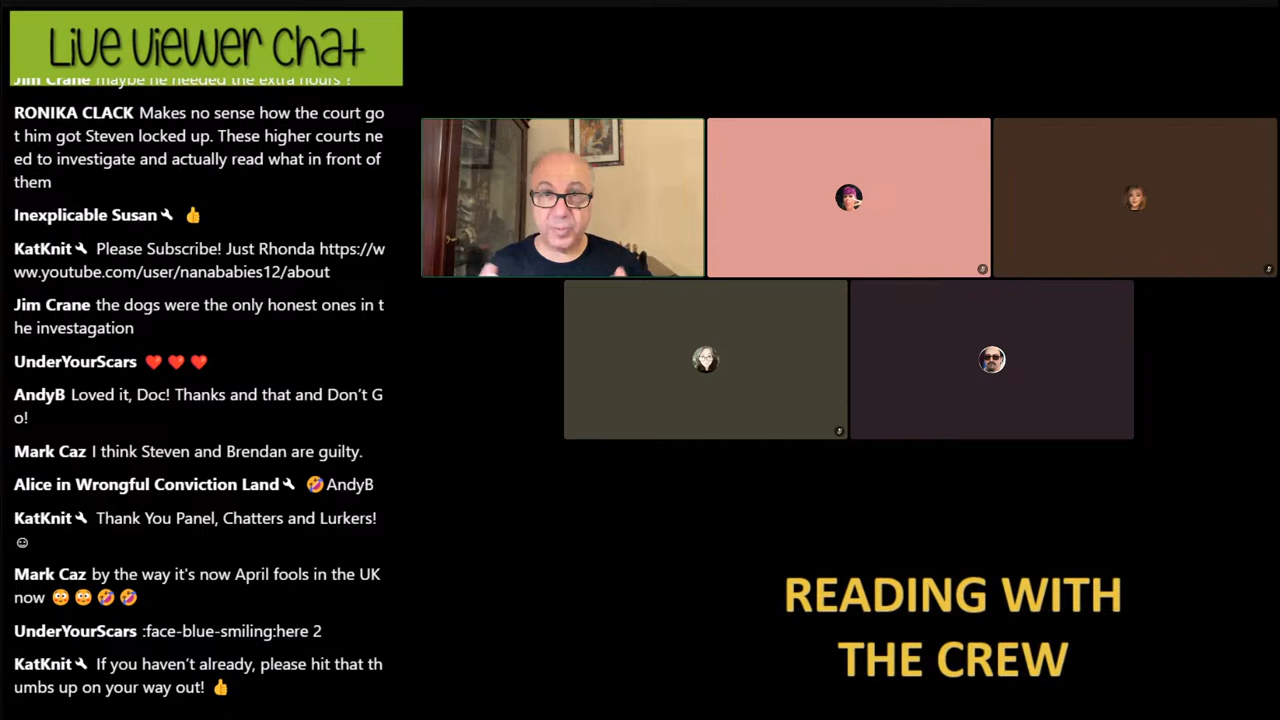 Live Viewer Chat
Jim Crane maybe he needed the extra hours ?
RONIKA CLACK Makes no sense how the court go
t him got Steven locked up. These higher courts ne
ed to investigate and actually read what in front of
them
Inexplicable Susan 👍
KatKnit Please Subscribe! Just Rhonda https://w
ww.youtube.com/user/nanababies12/about
Jim Crane the dogs were the only honest ones in t
he investagation
UnderYourScars ❤️ ❤️ ❤️
AndyB Loved it, Doc! Thanks and that and Don’t G
o!
Mark Caz I think Steven and Brendan are guilty.
Alice in Wrongful Conviction Land 🤣AndyB
KatKnit Thank You Panel, Chatters and Lurkers!
☺
Mark Caz by the way it's now April fools in the UK
now 😳 😳 🤣 🤣
UnderYourScars :face-blue-smiling:here 2
KatKnit If you haven’t already, please hit that th
umbs up on your way out! 👍
READING WITH
THE CREW